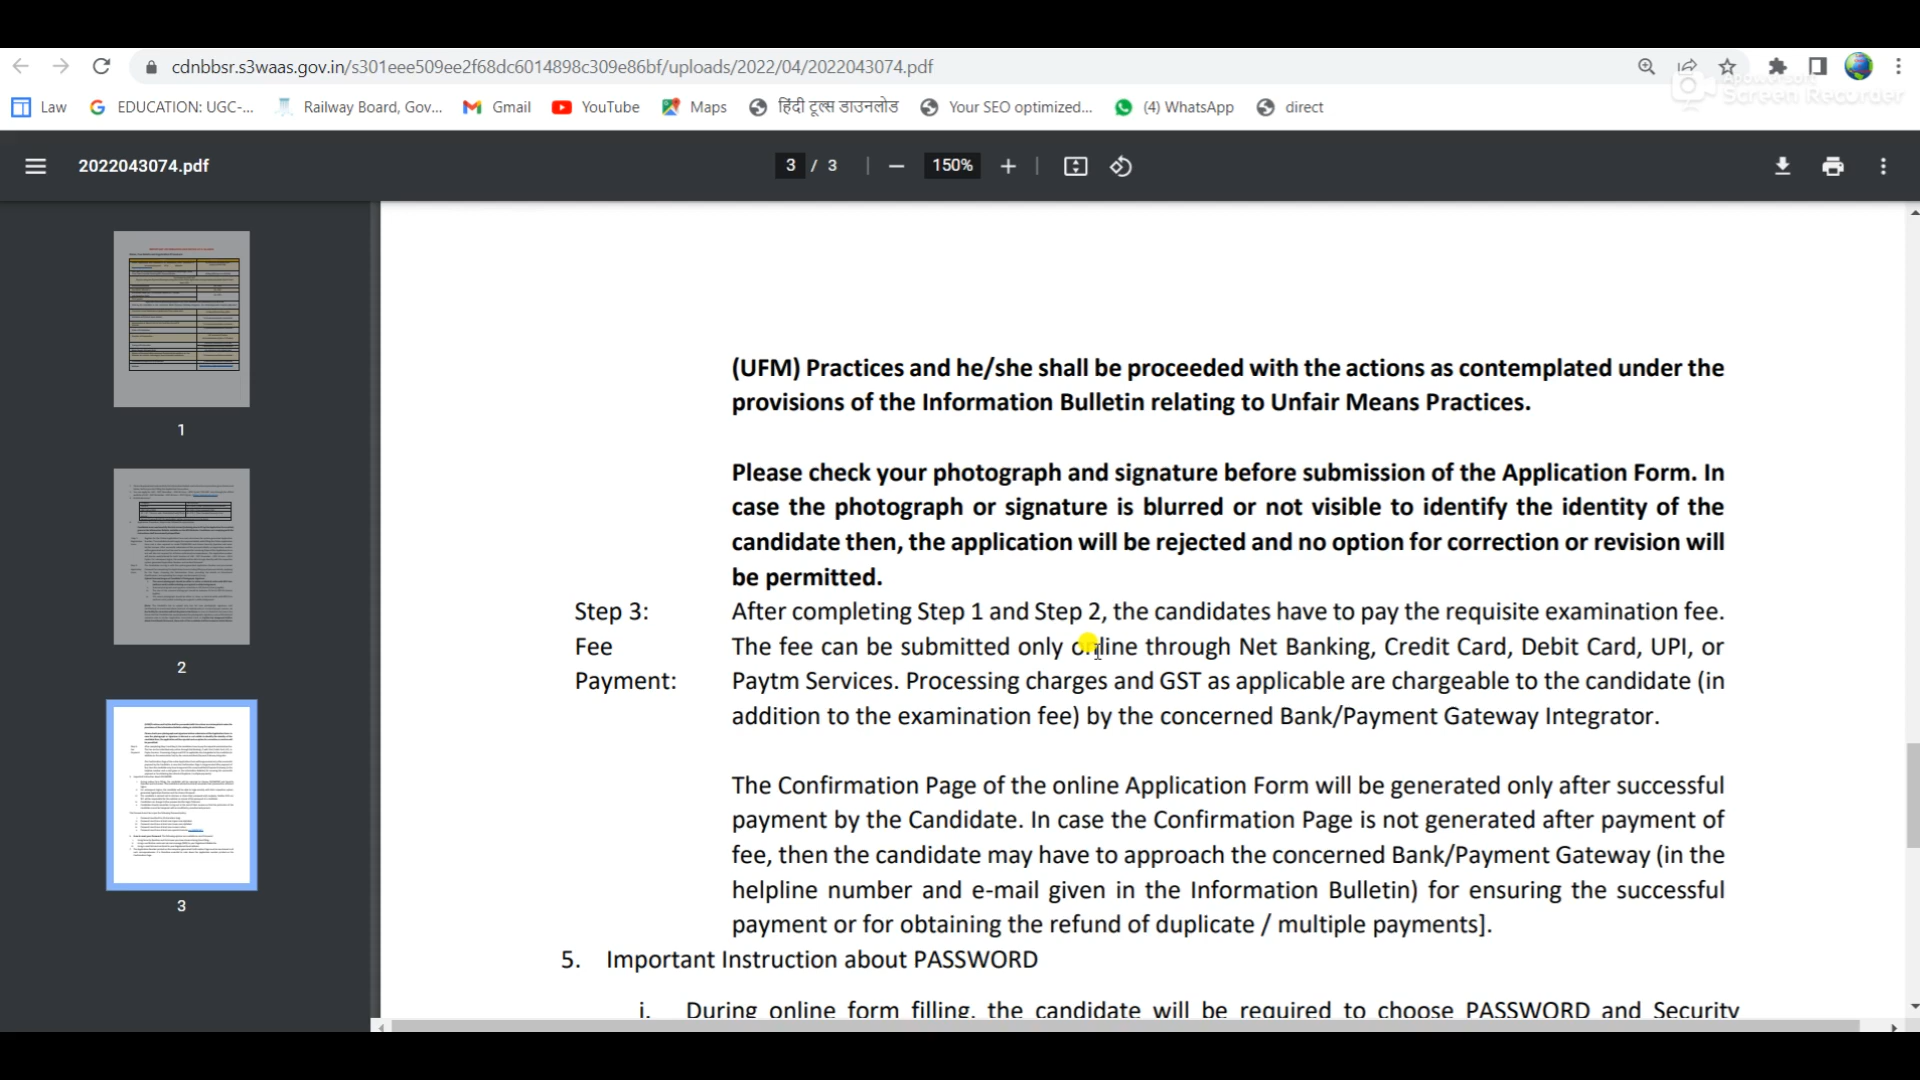 cdnbbsr.s3waas.gov.in/s301eee509ee2f68dc6014898c309e86bf/uploads/2022/04/2022043074.pdf
Apowersoft
Screen Recorder
Law EDUCATION: UGC-... Railway Board, Gov... Gmail YouTube Maps हिंदी टूल्स डाउनलोड Your SEO optimized... (4) WhatsApp direct
2022043074.pdf 3 / 3 150%
1
2
3
(UFM) Practices and he/she shall be proceeded with the actions as contemplated under the
provisions of the Information Bulletin relating to Unfair Means Practices.
Please check your photograph and signature before submission of the Application Form. In
case the photograph or signature is blurred or not visible to identify the identity of the
candidate then, the application will be rejected and no option for correction or revision will
be permitted.
Step 3: After completing Step 1 and Step 2, the candidates have to pay the requisite examination fee.
Fee The fee can be submitted only online through Net Banking, Credit Card, Debit Card, UPI, or
Payment: Paytm Services. Processing charges and GST as applicable are chargeable to the candidate (in
addition to the examination fee) by the concerned Bank/Payment Gateway Integrator.
The Confirmation Page of the online Application Form will be generated only after successful
payment by the Candidate. In case the Confirmation Page is not generated after payment of
fee, then the candidate may have to approach the concerned Bank/Payment Gateway (in the
helpline number and e-mail given in the Information Bulletin) for ensuring the successful
payment or for obtaining the refund of duplicate / multiple payments].
5. Important Instruction about PASSWORD
i. During online form filling, the candidate will be required to choose PASSWORD and Security